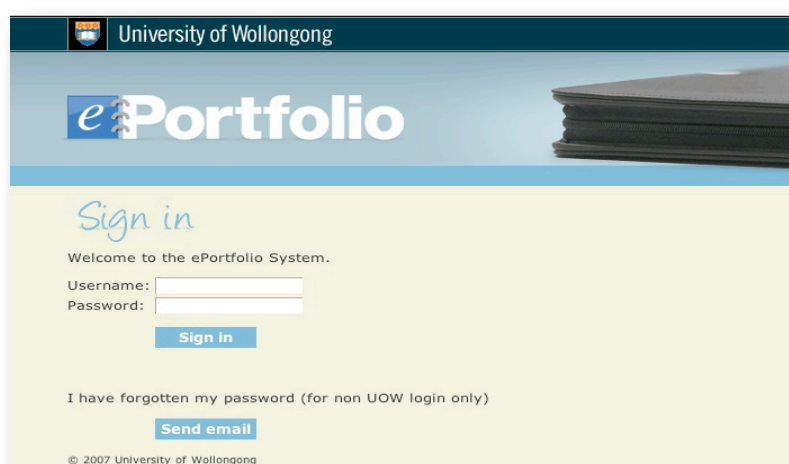 University of Wollongong
ePortfolio
Sign in
Welcome to the ePortfolio System.
Username:
Password:
Sign in
I have forgotten my password (for non UOW login only)
Send email
© 2007 University of Wollongong